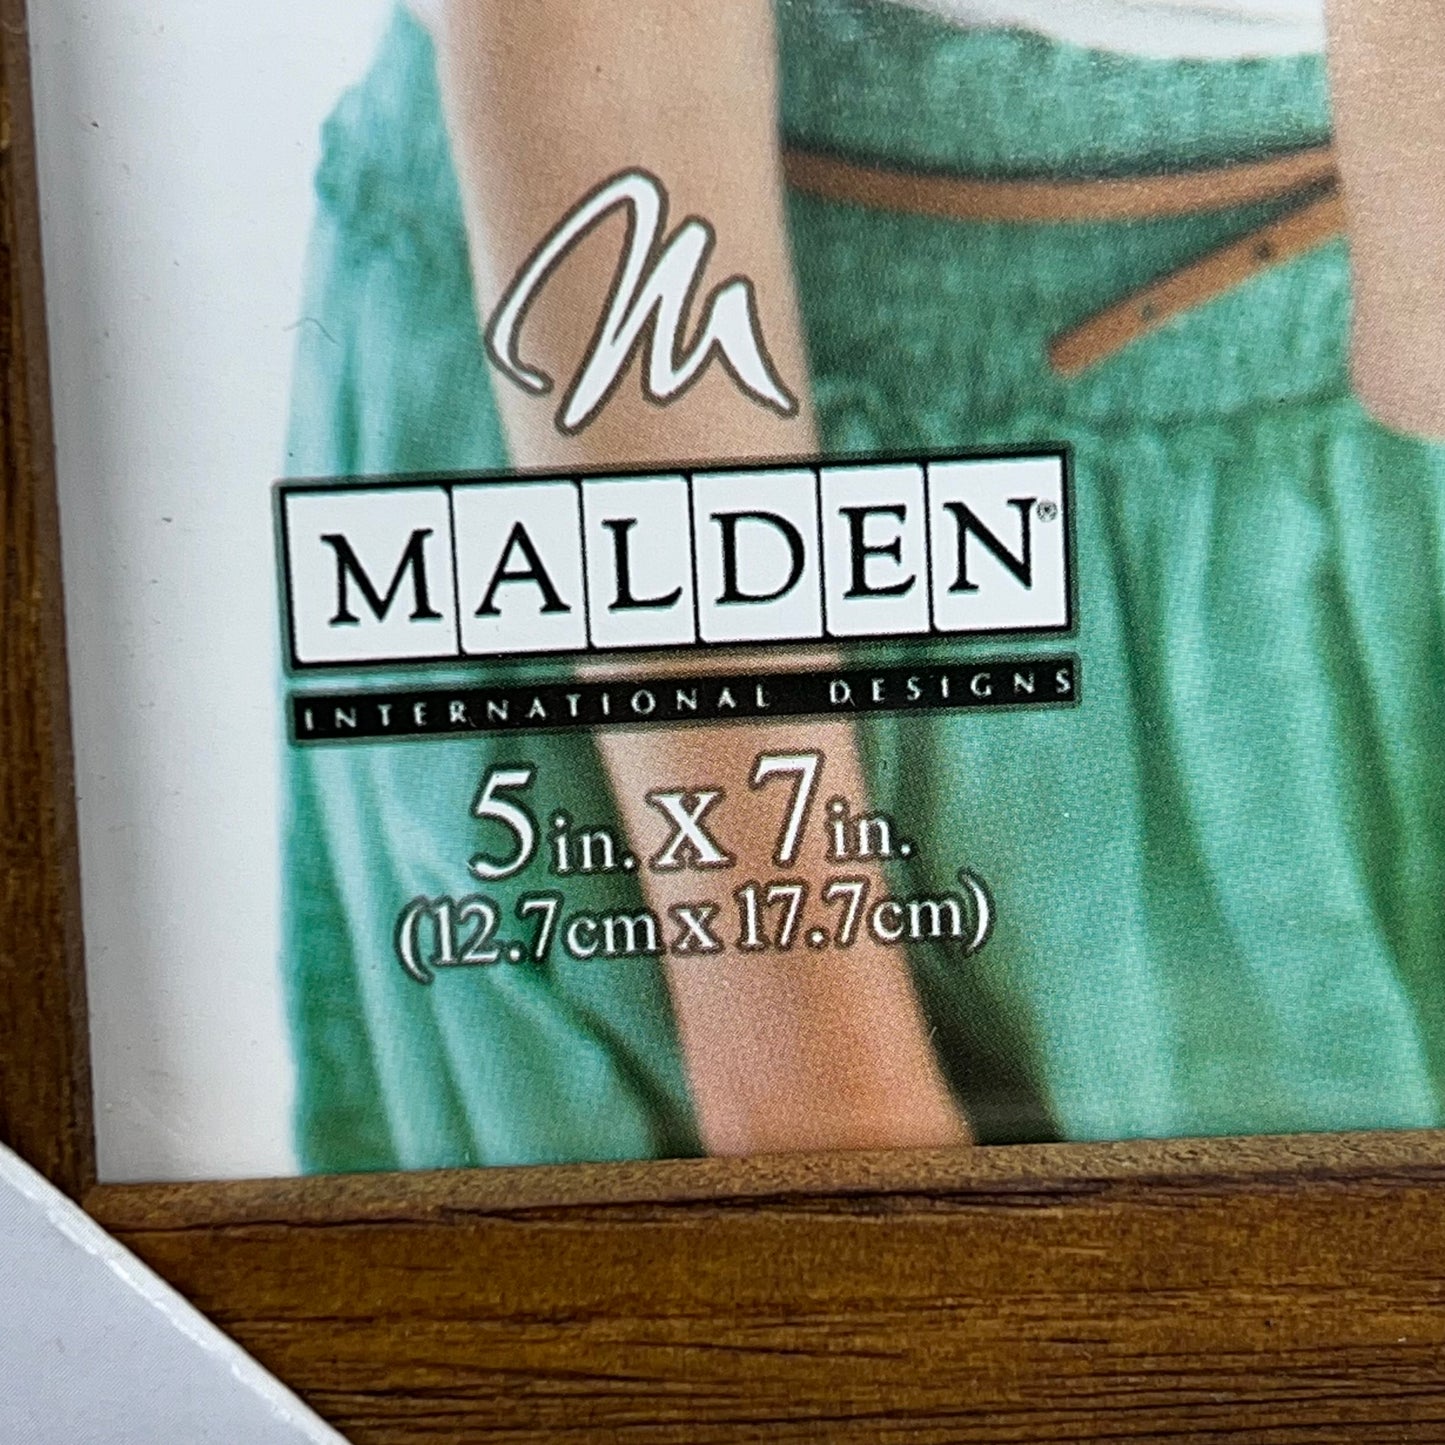 M
MALDEN®
INTERNATIONAL DESIGNS
5in. x 7in.
(12.7cm x 17.7cm)